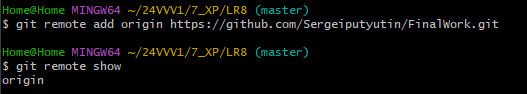 Home@Home MINGW64 ~/24VVV1/7_XP/LR8 (master)
$ git remote add origin https://github.com/Sergeiputyutin/FinalWork.git
Home@Home MINGW64 ~/24VVV1/7_XP/LR8 (master)
$ git remote show
origin